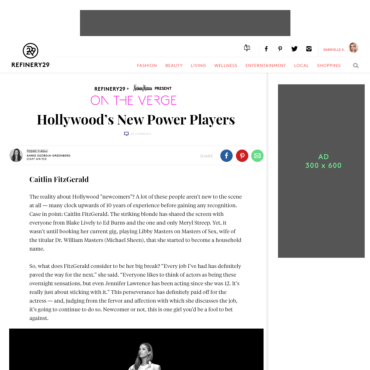 29
REFINERY29
FASHION BEAUTY LIVING WELLNESS ENTERTAINMENT LOCAL SHOPPING
REFINERY29 + Neiman Marcus PRESENT
ON THE VERGE
Hollywood's New Power Players
SHARE
Caitlin FitzGerald
The reality about Hollywood "newcomers"? A lot of these people aren't new to the
scene at all — many clock upwards of 10 years of experience before gaining any recognition.
Case in point: Caitlin FitzGerald. The striking blonde has shared the screen with
everyone from Blake Lively to Ed Burns and the one and only Meryl Streep. Yet, it
wasn't until booking her current gig, playing Libby Masters on Masters of Sex, wife of
the titular Dr. William Masters (Michael Sheen), that she started to become a household
name.
So, what does FitzGerald consider to be her big break? "Every job I've had has definitely
paved the way for the next," she said. "Everyone likes to think of actors as being these
overnight sensations, but even Jennifer Lawrence has been acting since she was 12. It's
really just about sticking with it." This perseverance has definitely paid off for the
actress — and, judging from the fervor and affection with which she discusses the job,
it's going to continue to do so. Newcomer or not, this is one girl you'd be a fool to bet
against.
AD
300 x 600